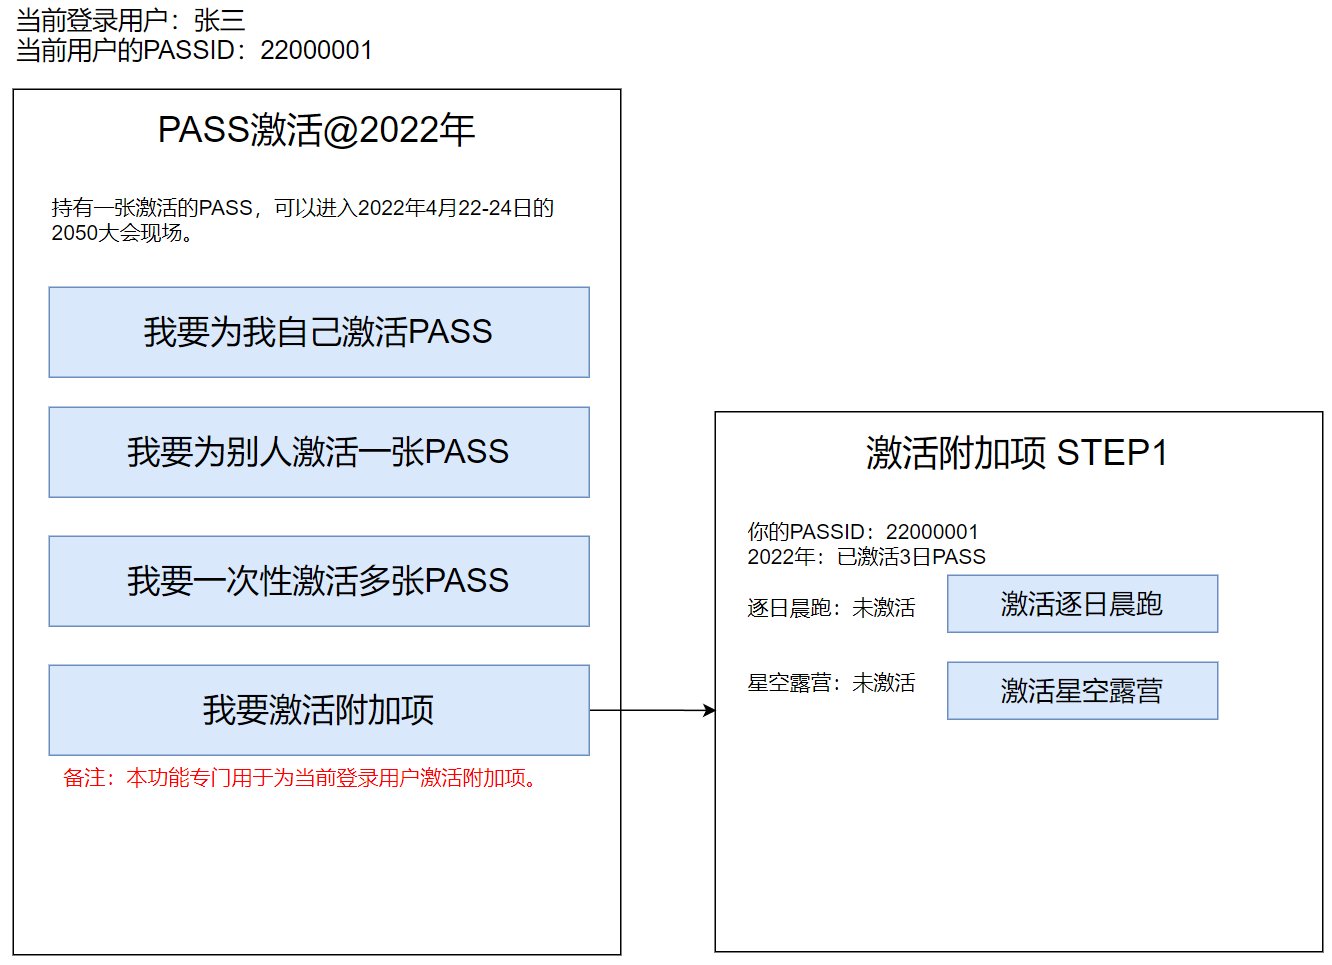 当前登录用户：张三
当前用户的PASSID：22000001
PASS激活@2022年
持有一张激活的PASS，可以进入2022年4月22-24日的
2050大会现场。
我要为我自己激活PASS
我要为别人激活一张PASS
我要一次性激活多张PASS
我要激活附加项
备注：本功能专门用于为当前登录用户激活附加项。
激活附加项 STEP1
你的PASSID：22000001
2022年：已激活3日PASS
逐日晨跑：未激活
激活逐日晨跑
星空露营：未激活
激活星空露营